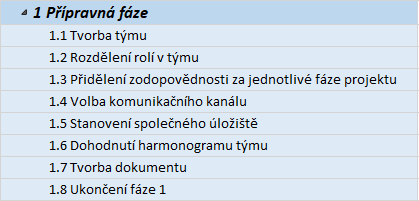 1 Přípravná fáze
1.1 Tvorba týmu
1.2 Rozdělení rolí v týmu
1.3 Přidělení zodopovědnosti za jednotlivé fáze projektu
1.4 Volba komunikačního kanálu
1.5 Stanovení společného úložiště
1.6 Dohodnutí harmonogramu týmu
1.7 Tvorba dokumentu
1.8 Ukončení fáze 1